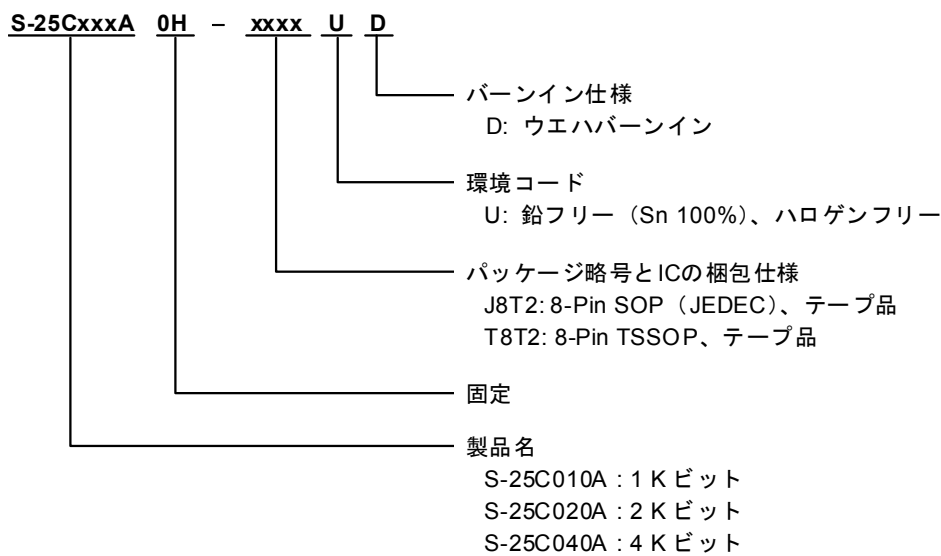 S-25CxxxA 0H – xxxx U D
バーンイン仕様
D: ウエハバーンイン
環境コード
U: 鉛フリー（Sn 100%）、ハロゲンフリー
パッケージ略号とICの梱包仕様
J8T2: 8-Pin SOP（JEDEC）、テープ品
T8T2: 8-Pin TSSOP、テープ品
固定
製品名
S-25C010A : 1 K ビット
S-25C020A : 2 K ビット
S-25C040A : 4 K ビット